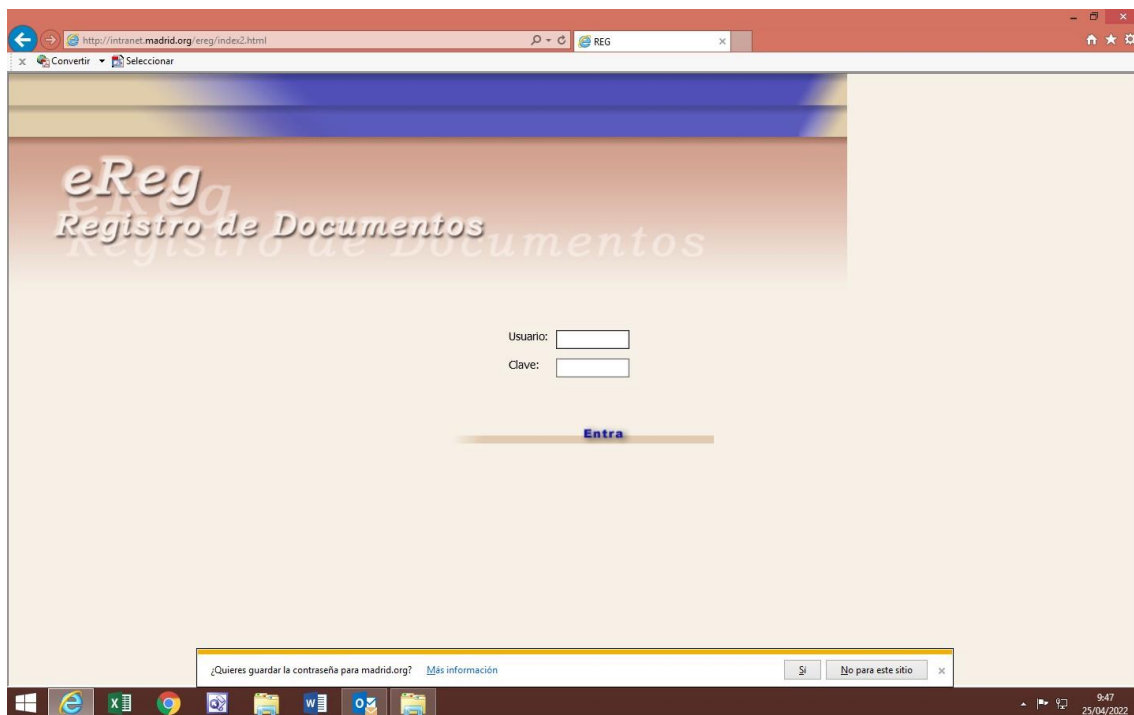 http://intranet.madrid.org/ereg/index2.html
REG
Convertir
Seleccionar
eReg
Registro de Documentos
Usuario:
Clave:
Entra
¿Quieres guardar la contraseña para madrid.org? Más información
Sí
No para este sitio
9:47
25/04/2022